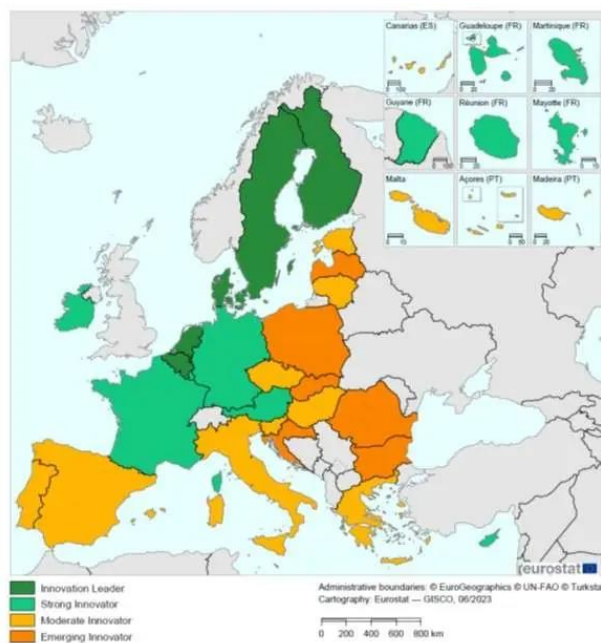 Canarias (ES)
Guadeloupe (FR)
Martinique (FR)
Guyane (FR)
Réunion (FR)
Mayotte (FR)
Malta
Açores (PT)
Madeira (PT)
eurostat
Innovation Leader
Strong Innovator
Moderate Innovator
Emerging Innovator
Administrative boundaries: © EuroGeographics © UN-FAO © Turksta
Cartography: Eurostat — GISCO, 06/2023
0 200 400 600 800 km